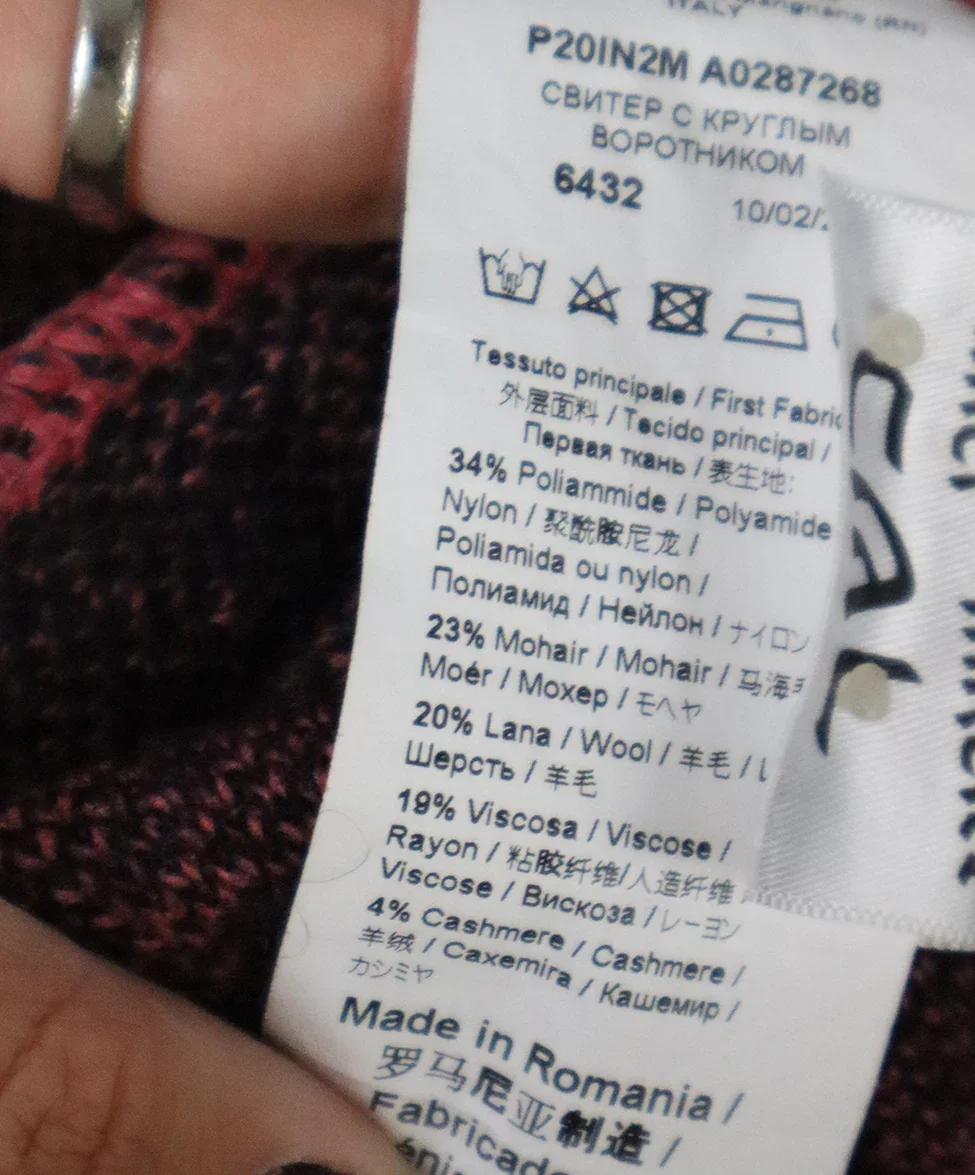 ITALY
P20IN2M A0287268
СВИТЕР С КРУГЛЫМ
ВОРОТНИКОМ
6432
10/02/
Tessuto principale / First Fabric
外层面料 / Tecido principal /
Первая ткань / 表生地:
34% Poliammide / Polyamide
Nylon / 聚酰胺尼龙 /
Poliamida ou nylon /
Полиамид / Нейлон / ナイロン
23% Mohair / Mohair / 马海
Moér / Мохер / モヘヤ
20% Lana / Wool / 羊毛 /
Шерсть / 羊毛
19% Viscosa / Viscose /
Rayon / 粘胶纤维/人造纤维
Viscose / Вискоза / レーヨン
4% Cashmere / Cashmere /
羊绒 / Caxemira / Кашемир /
カシミヤ
Made in Romania /
罗马尼亚制造 /